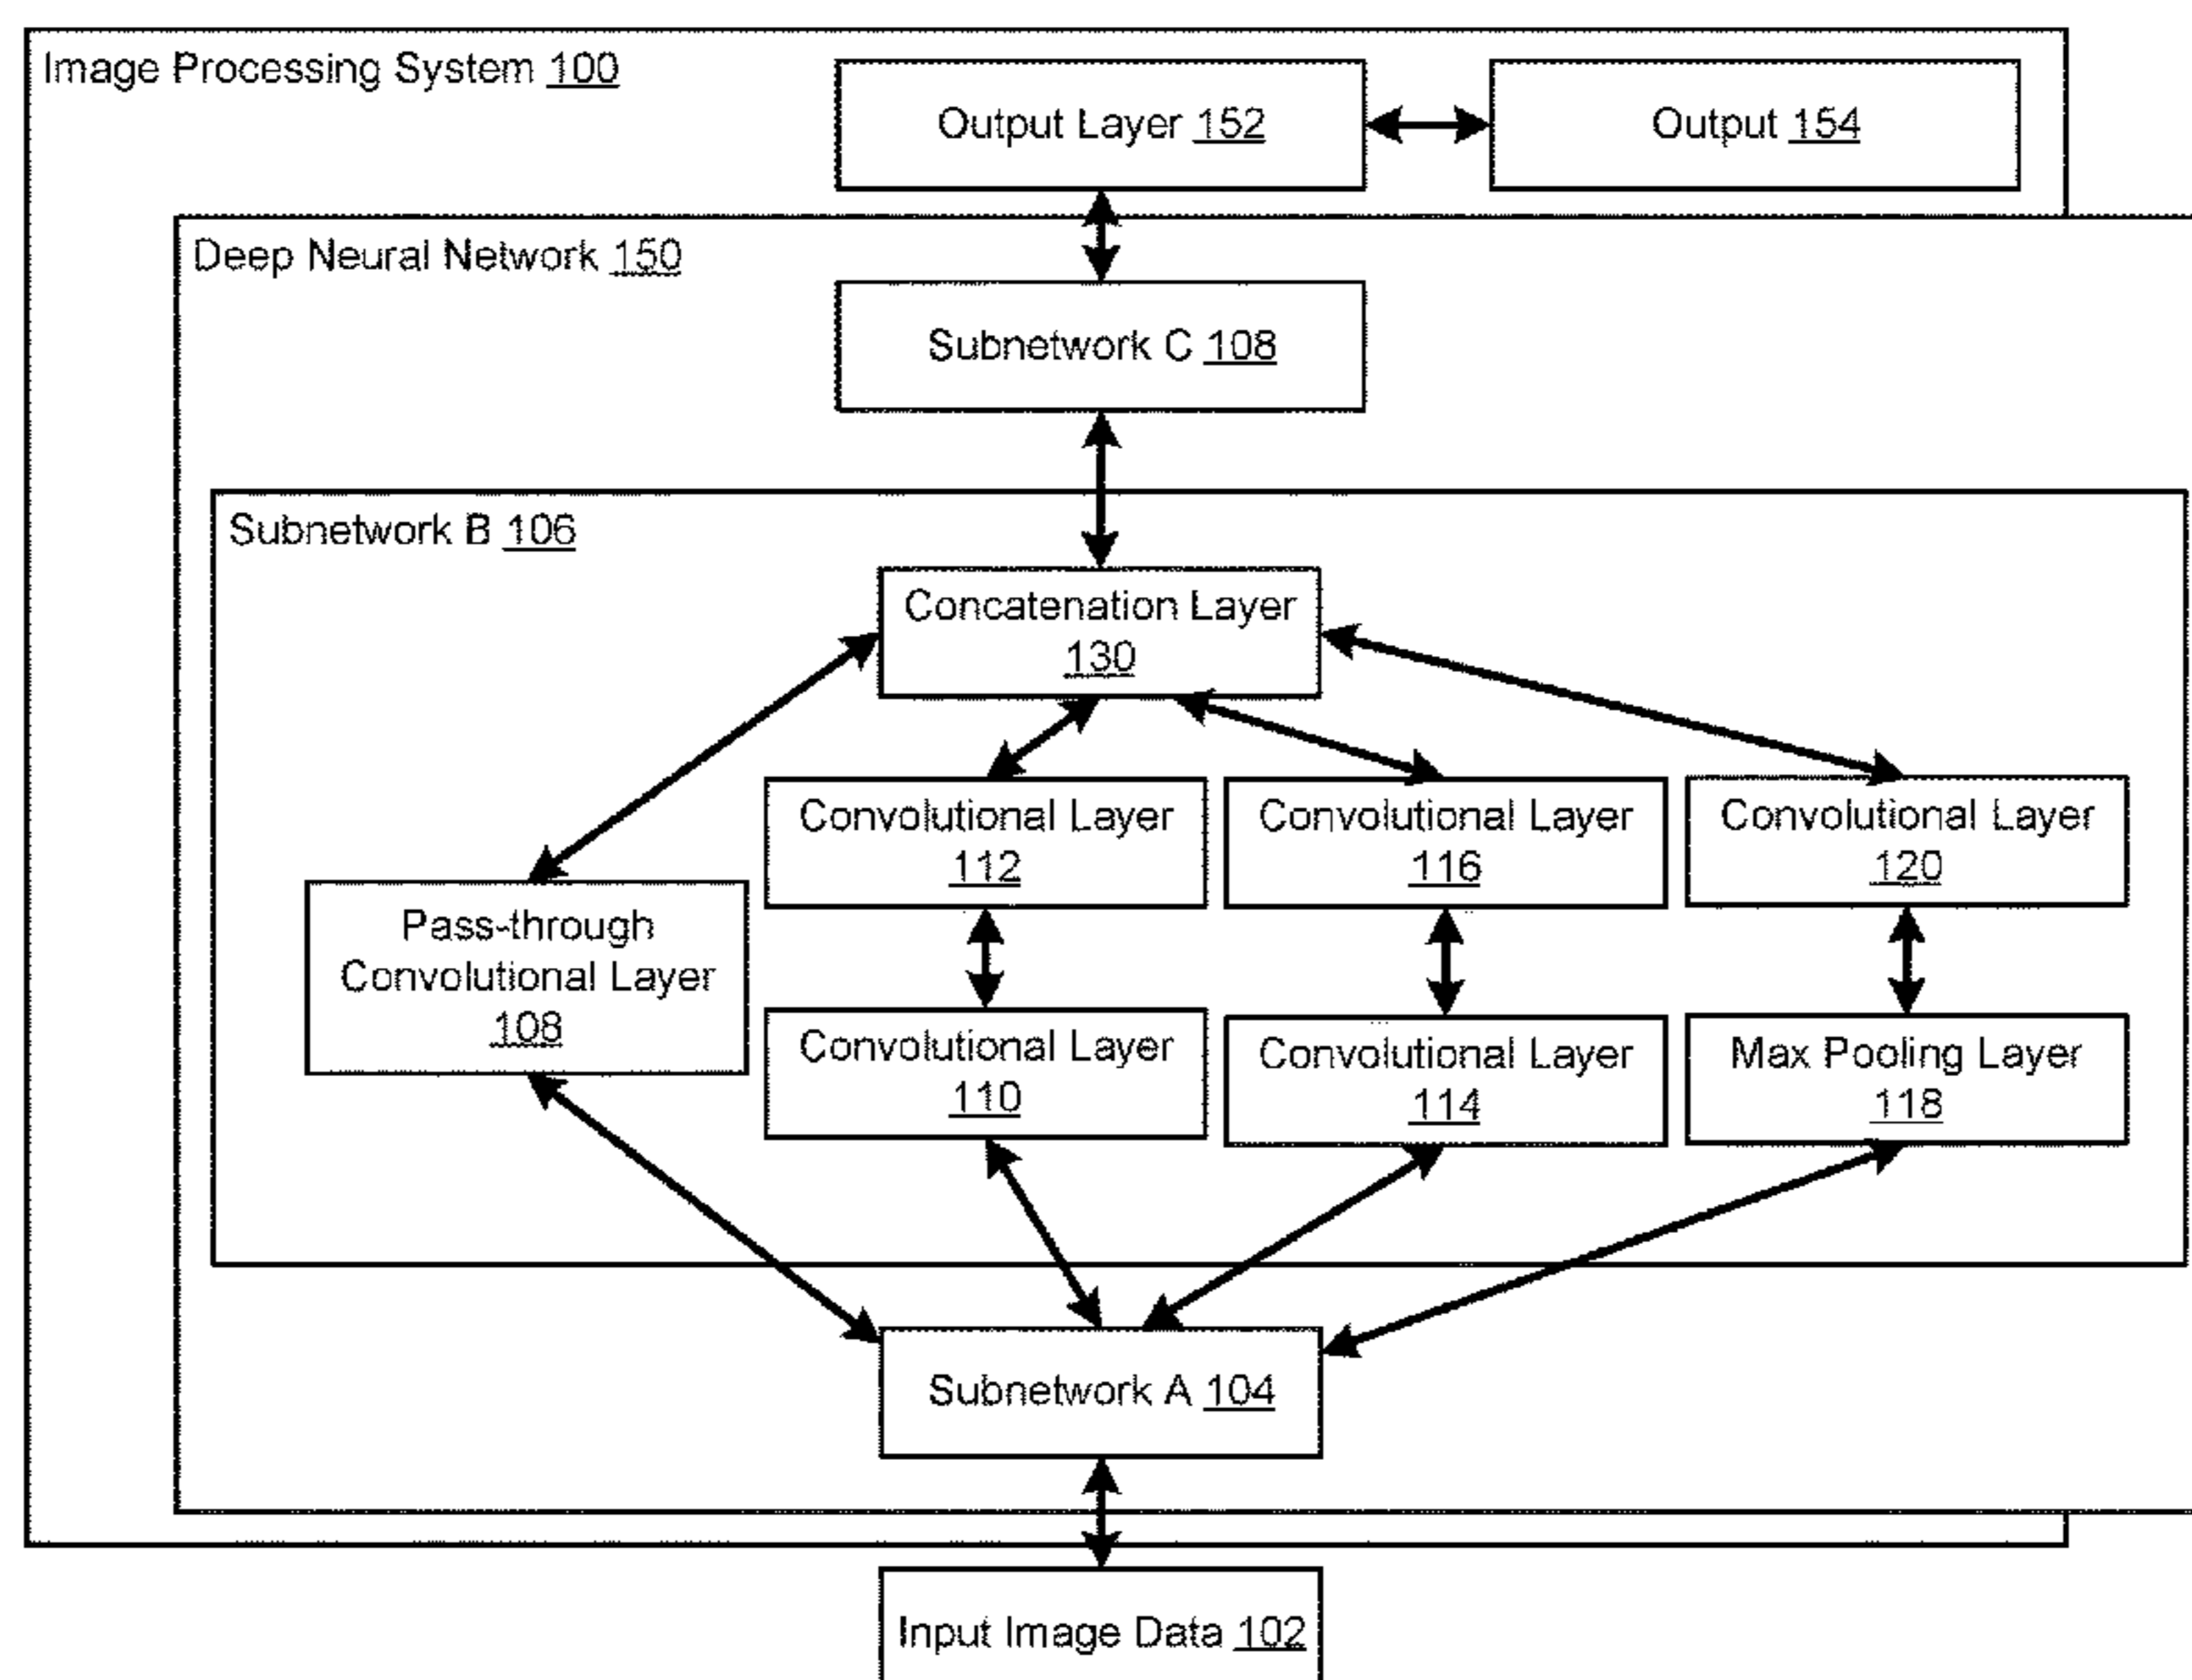 Image Processing System 100
Output Layer 152
Output 154
Deep Neural Network 150
Subnetwork C 108
Subnetwork B 106
Concatenation Layer
130
Convolutional Layer
112
Convolutional Layer
116
Convolutional Layer
120
Pass-through
Convolutional Layer
108
Convolutional Layer
110
Convolutional Layer
114
Max Pooling Layer
118
Subnetwork A 104
Input Image Data 102